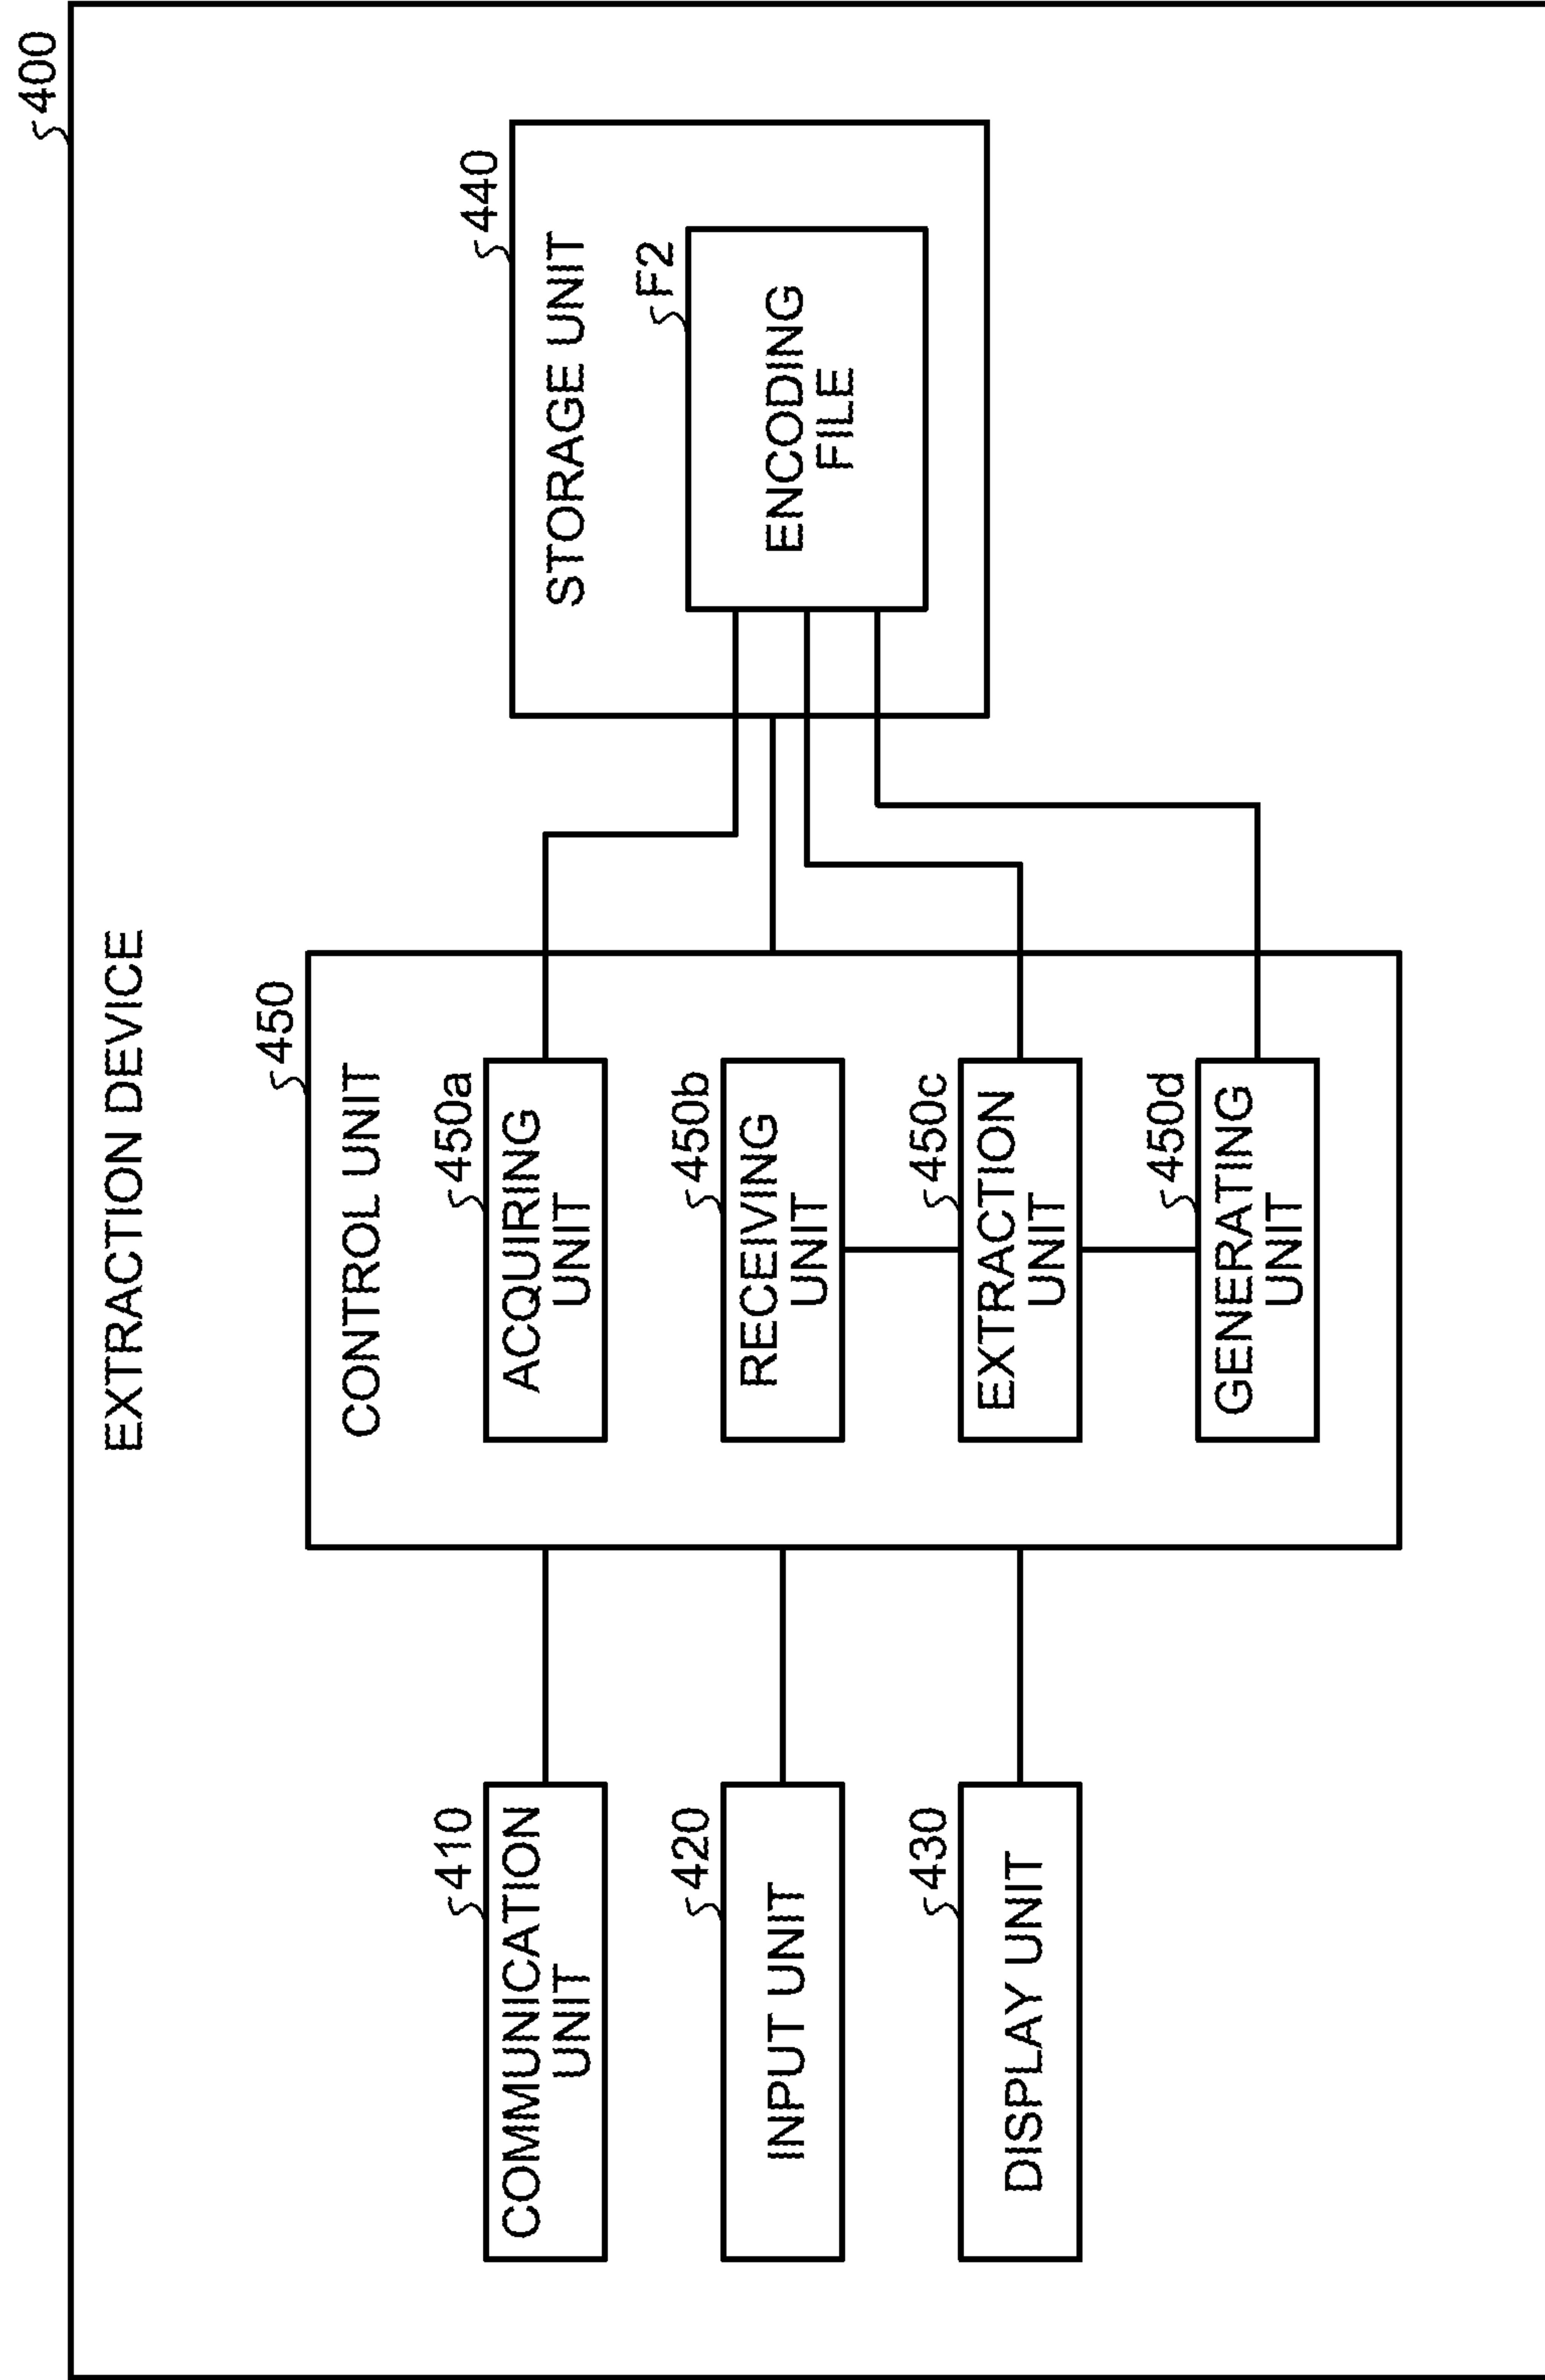 400
EXTRACTION DEVICE
410
COMMUNICATION
UNIT
420
INPUT UNIT
430
DISPLAY UNIT
450
CONTROL UNIT
450a
ACQUIRING
UNIT
450b
RECEIVING
UNIT
450c
EXTRACTION
UNIT
450d
GENERATING
UNIT
440
STORAGE UNIT
F2
ENCODING
FILE